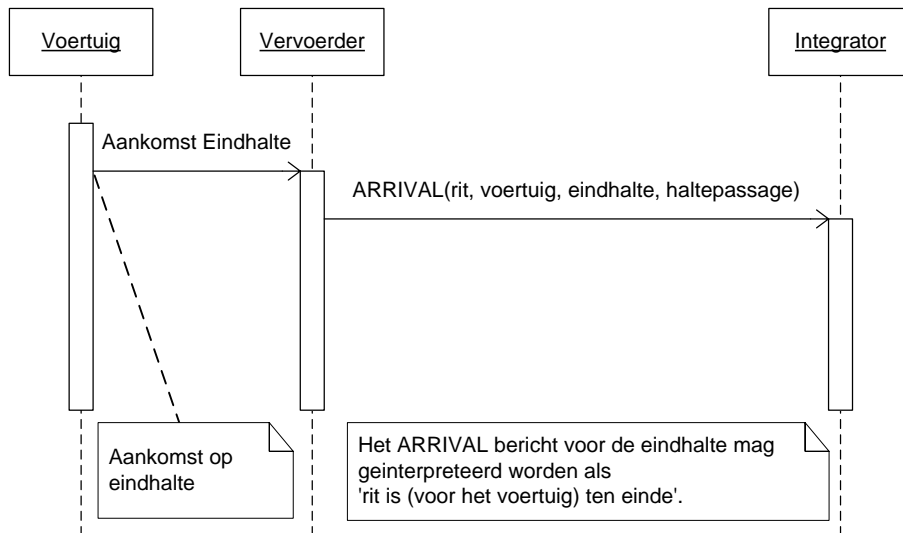 Voertuig
Vervoerder
Integrator
Aankomst Eindhalte
ARRIVAL(rit, voertuig, eindhalte, haltepassage)
Aankomst op
eindhalte
Het ARRIVAL bericht voor de eindhalte mag
geinterpreteerd worden als
'rit is (voor het voertuig) ten einde'.